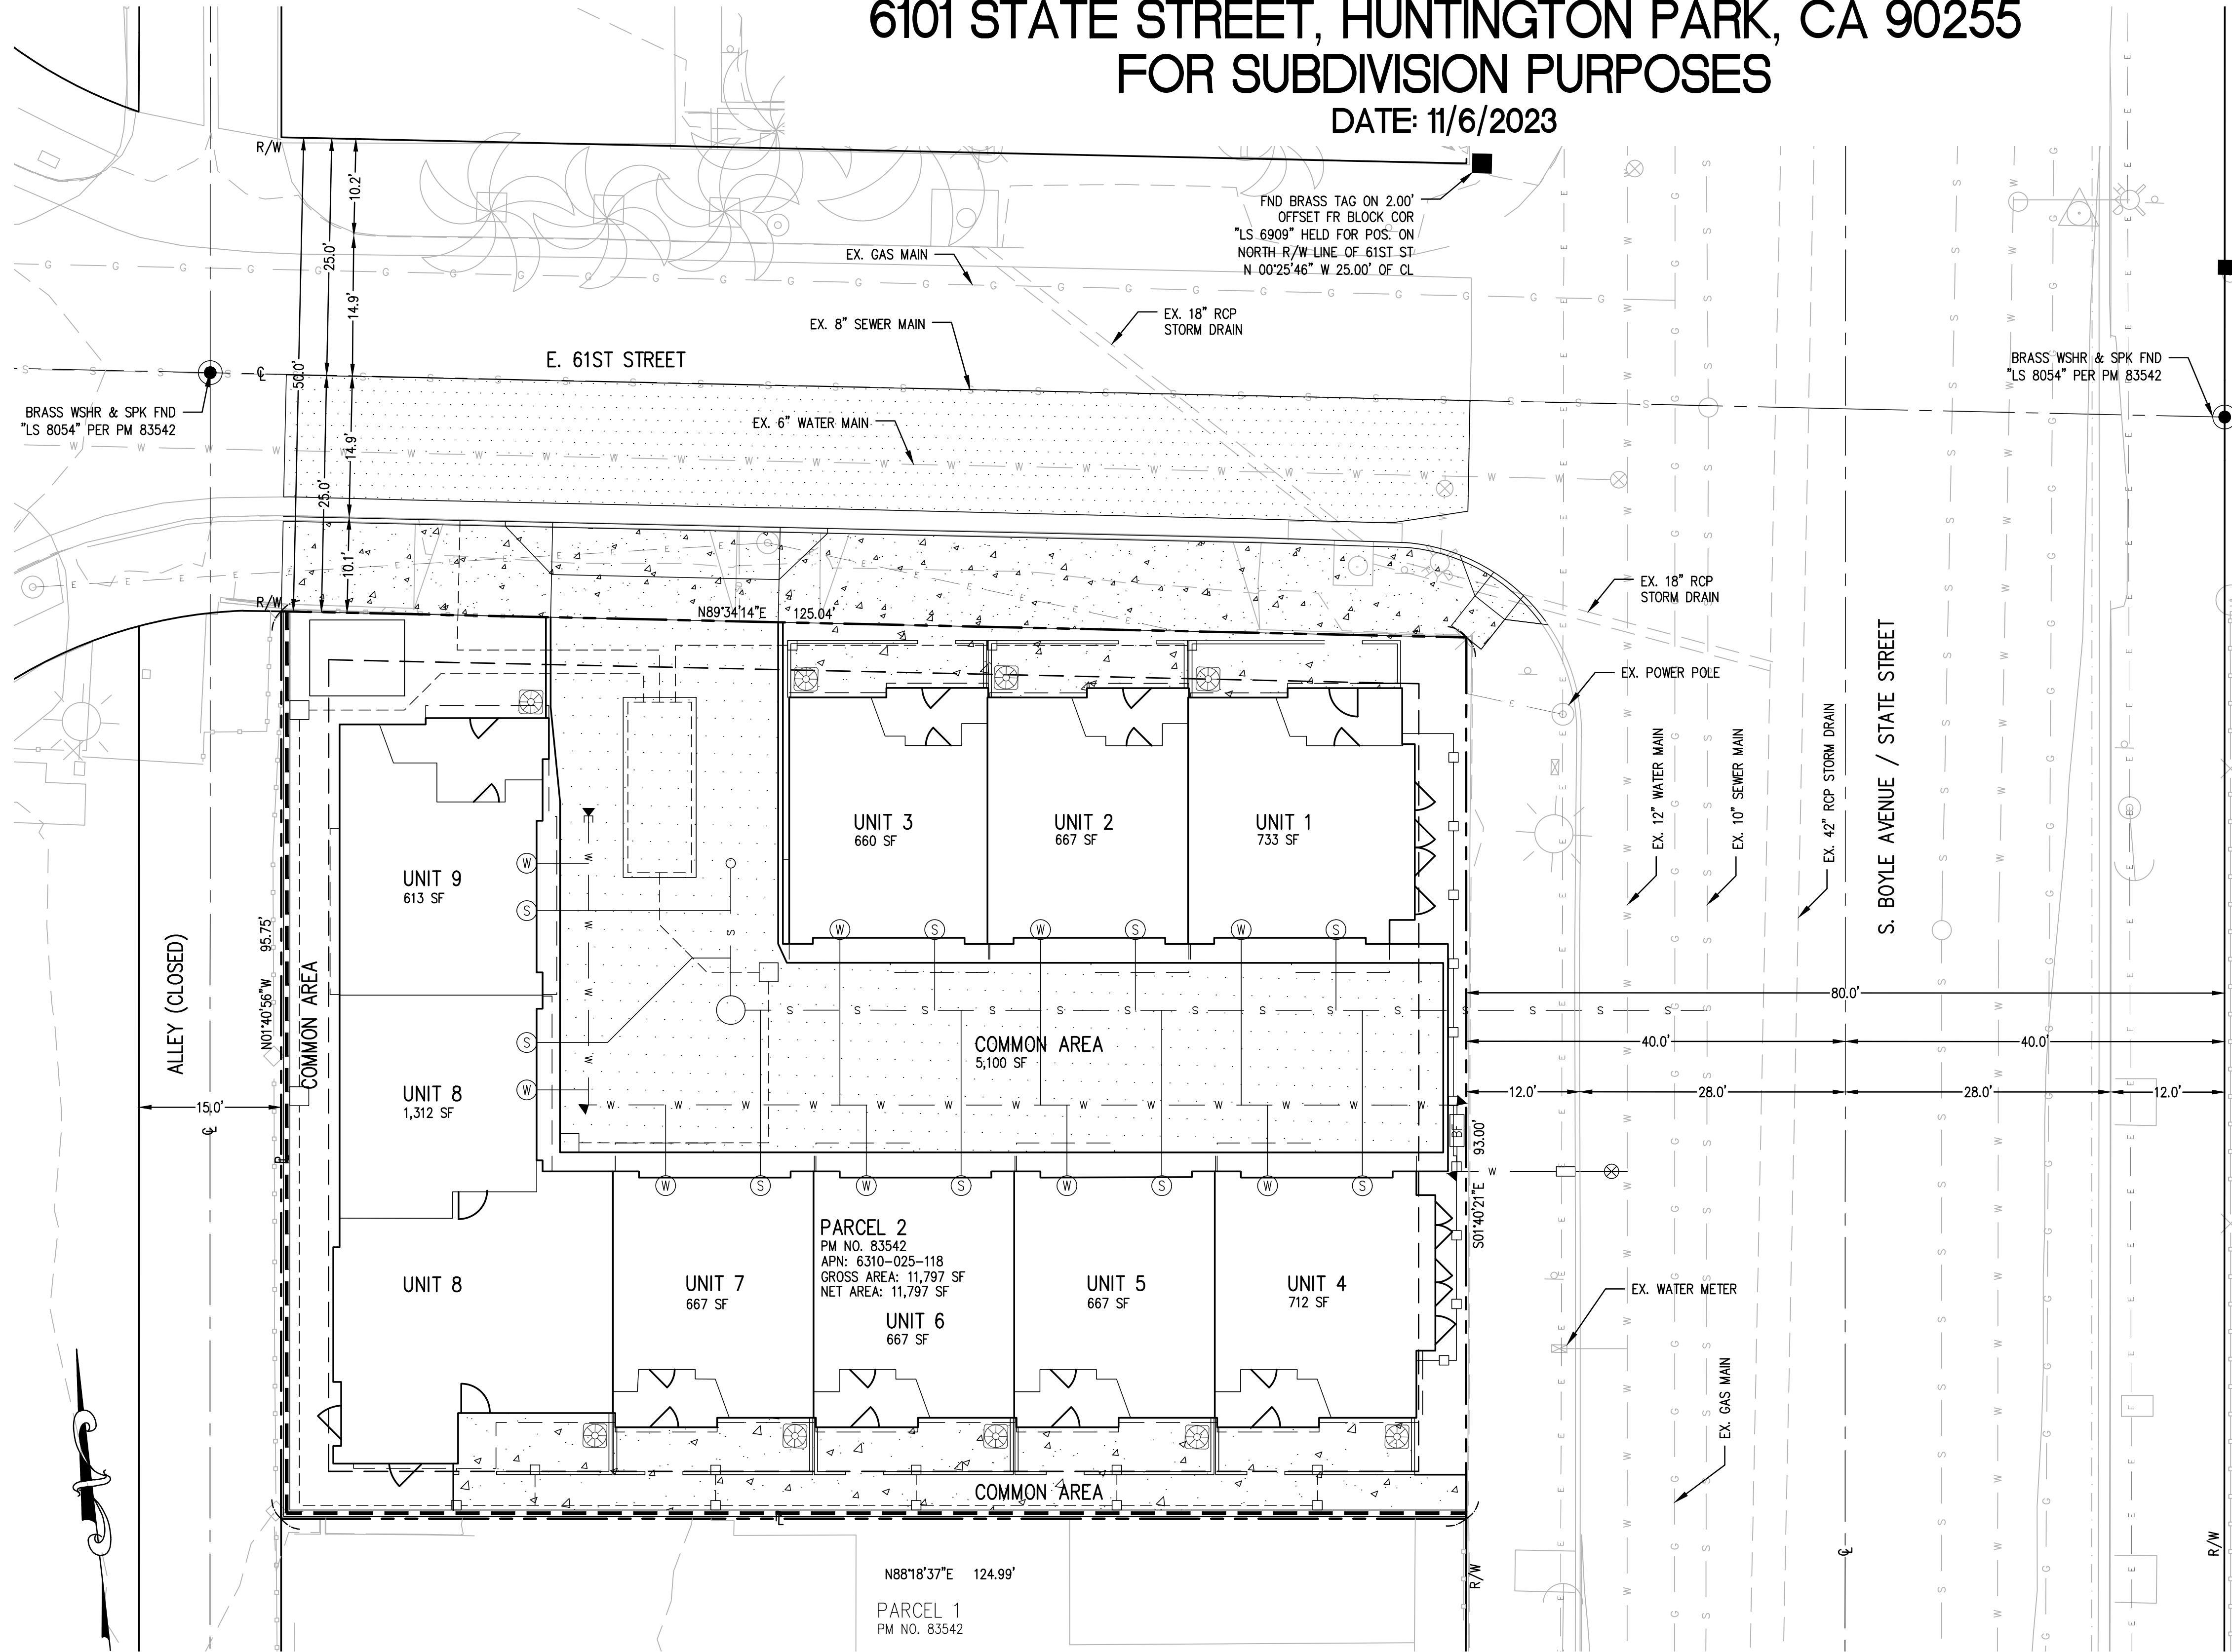 6101 STATE STREET, HUNTINGTON PARK, CA 90255
FOR SUBDIVISION PURPOSES
DATE: 11/6/2023
R/W
10.2'
25.0'
14.9'
50.0'
FND BRASS TAG ON 2.00'
OFFSET FR BLOCK COR
"LS 6909" HELD FOR POS. ON
NORTH R/W LINE OF 61ST ST
N 00°25'46" W 25.00' OF CL
EX. GAS MAIN
EX. 18" RCP
STORM DRAIN
EX. 8" SEWER MAIN
E. 61ST STREET
BRASS WSHR & SPK FND
"LS 8054" PER PM 83542
BRASS WSHR & SPK FND
"LS 8054" PER PM 83542
EX. 6" WATER MAIN
14.9'
25.0'
10.1'
R/W
N89°34'14"E 125.04'
EX. 18" RCP
STORM DRAIN
EX. POWER POLE
EX. 12" WATER MAIN
EX. 10" SEWER MAIN
EX. 42" RCP STORM DRAIN
S. BOYLE AVENUE / STATE STREET
UNIT 3
660 SF
UNIT 2
667 SF
UNIT 1
733 SF
UNIT 9
613 SF
ALLEY (CLOSED)
N01°40'56"W 95.75'
COMMON AREA
COMMON AREA
5,100 SF
80.0'
40.0'
40.0'
12.0'
28.0'
28.0'
12.0'
15.0'
UNIT 8
1,312 SF
BF
S01°40'21"E 93.00'
PARCEL 2
PM NO. 83542
APN: 6310-025-118
GROSS AREA: 11,797 SF
NET AREA: 11,797 SF
UNIT 8
UNIT 7
667 SF
UNIT 6
667 SF
UNIT 5
667 SF
UNIT 4
712 SF
EX. WATER METER
EX. GAS MAIN
COMMON AREA
R/W
R/W
N88°18'37"E 124.99'
PARCEL 1
PM NO. 83542